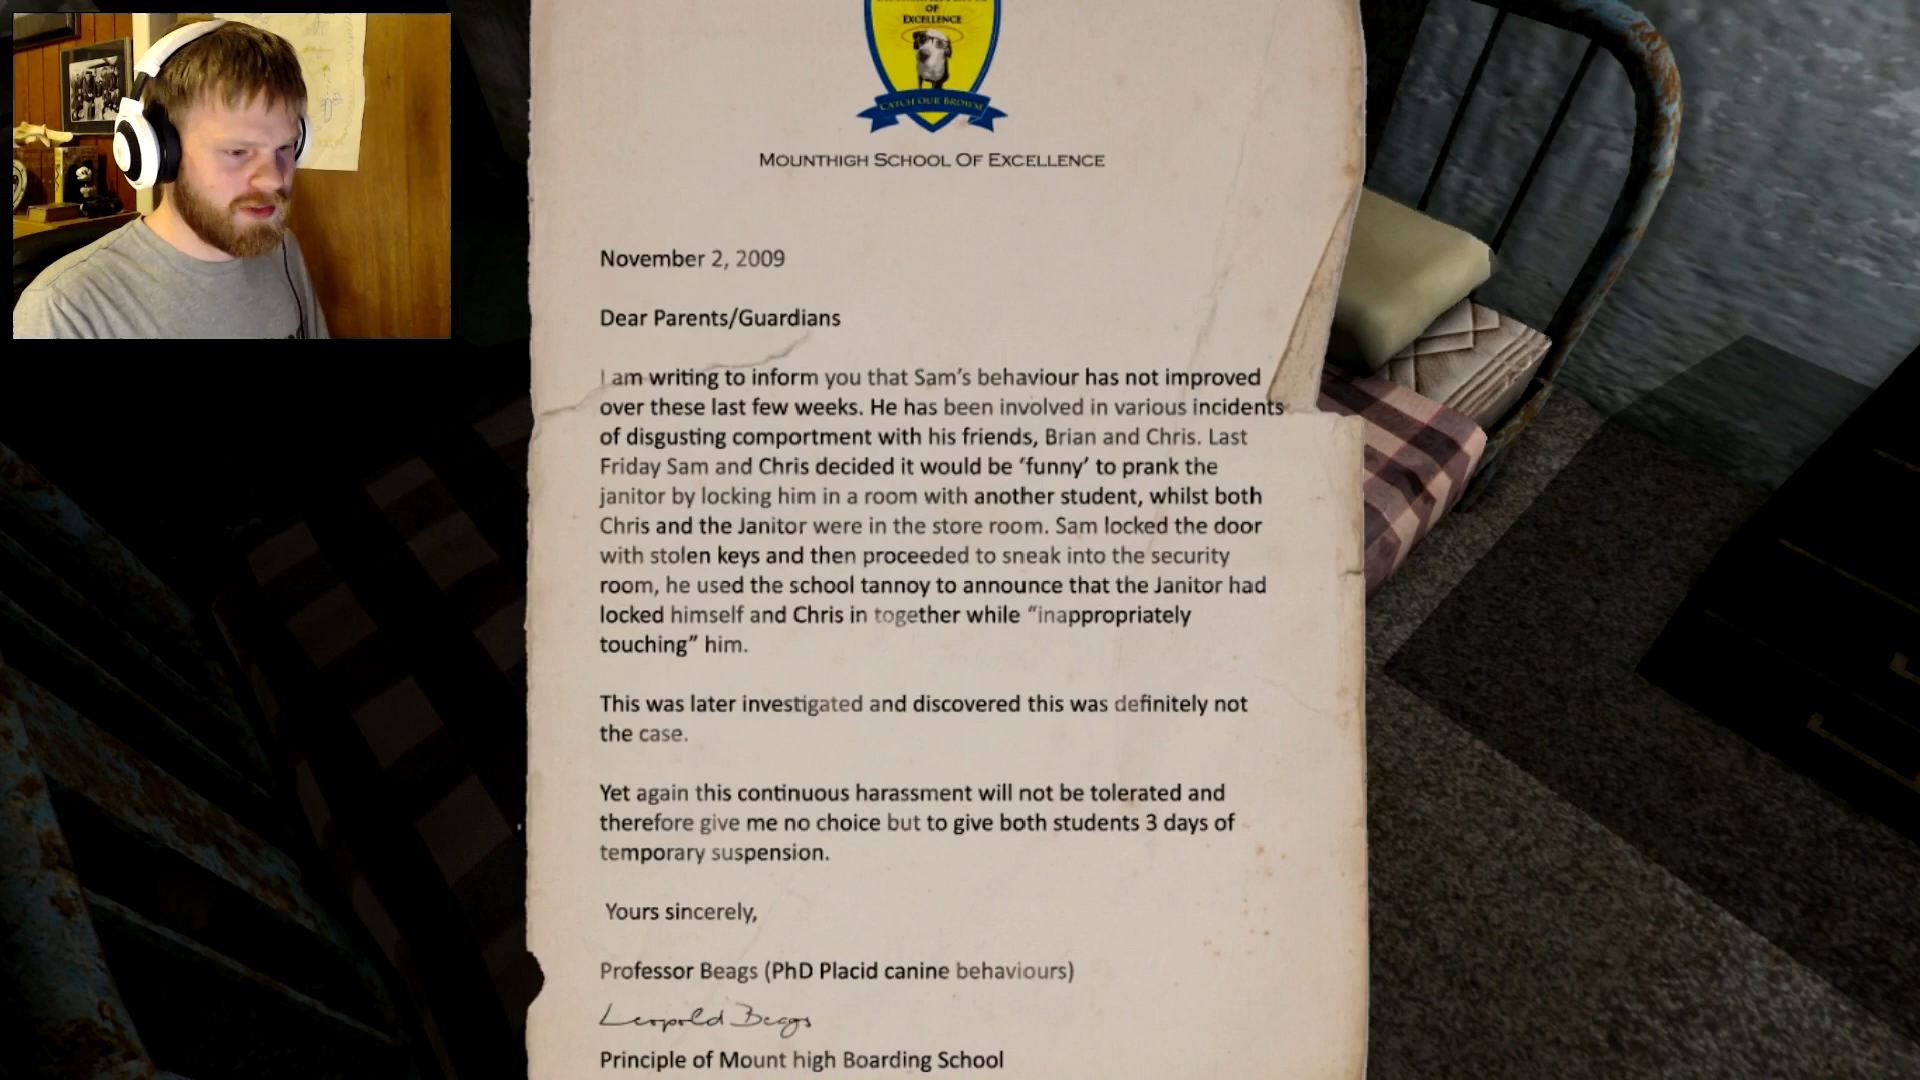 OF
EXCELLENCE
CATCH OUR BROWSE
MOUNTHIGH SCHOOL OF EXCELLENCE
November 2, 2009
Dear Parents/Guardians
I am writing to inform you that Sam's behaviour has not improved
over these last few weeks. He has been involved in various incidents
of disgusting comportment with his friends, Brian and Chris. Last
Friday Sam and Chris decided it would be ‘funny’ to prank the
janitor by locking him in a room with another student, whilst both
Chris and the Janitor were in the store room. Sam locked the door
with stolen keys and then proceeded to sneak into the security
room, he used the school tannoy to announce that the Janitor had
locked himself and Chris in together while “inappropriately
touching” him.
This was later investigated and discovered this was definitely not
the case.
Yet again this continuous harassment will not be tolerated and
therefore give me no choice but to give both students 3 days of
temporary suspension.
Yours sincerely,
Professor Beags (PhD Placid canine behaviours)
Leopold Beags
Principle of Mount high Boarding School